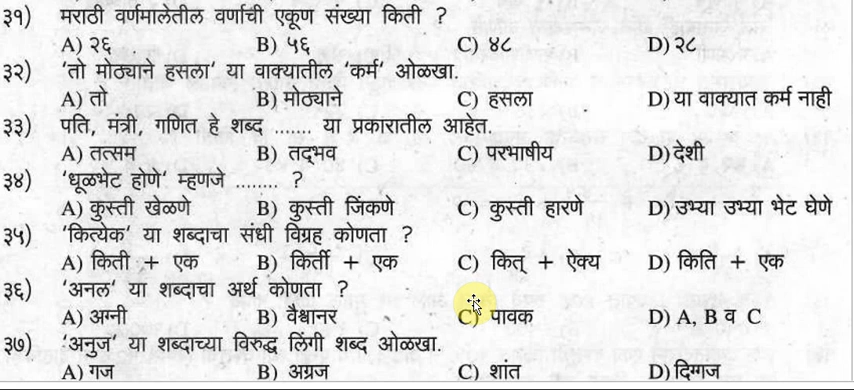 ३१) मराठी वर्णमालेतील वर्णांची एकूण संख्या किती ?
A) २६ B) ५६ C) ४८ D) २८
३२) 'तो मोठ्याने हसला' या वाक्यातील 'कर्म' ओळखा.
A) तो B) मोठ्याने C) हसला D) या वाक्यात कर्म नाही
३३) पति, मंत्री, गणित हे शब्द ....... या प्रकारातील आहेत.
A) तत्सम B) तद्भव C) परभाषीय D) देशी
३४) 'धूळभेट होणे' म्हणजे ........ ?
A) कुस्ती खेळणे B) कुस्ती जिंकणे C) कुस्ती हारणे D) उभ्या उभ्या भेट घेणे
३५) 'कित्येक' या शब्दाचा संधी विग्रह कोणता ?
A) किती + एक B) किर्ती + एक C) कित् + ऐक्य D) किति + एक
३६) 'अनल' या शब्दाचा अर्थ कोणता ?
A) अग्नी B) वैश्वानर C) पावक D) A, B व C
३७) 'अनुज' या शब्दाच्या विरुद्ध लिंगी शब्द ओळखा.
A) गज B) अग्रज C) शांत D) दिग्गज